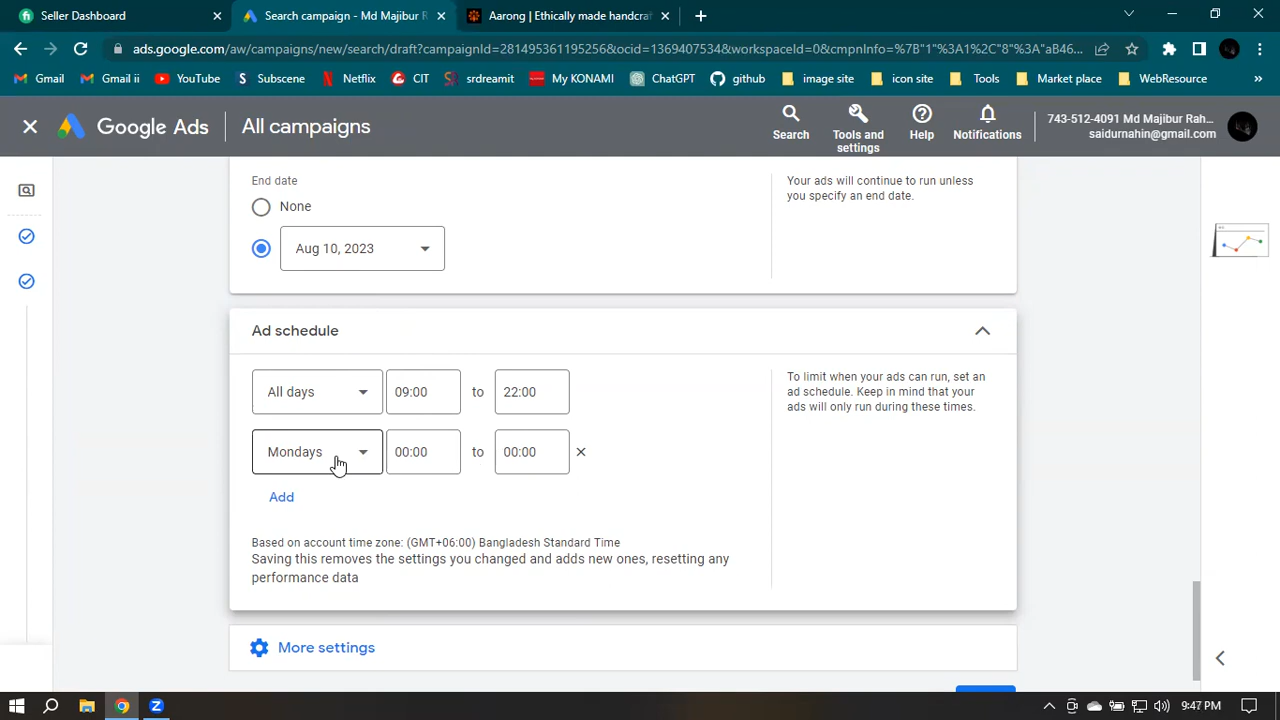 Seller Dashboard
Search campaign - Md Majibur R
Aarong | Ethically made handcraf
ads.google.com/aw/campaigns/new/search/draft?campaignId=281495361195256&ocid=13694075534&workspaceId=0&cmpnInfo=%7B"1"%3A1%2C"8"%3A"aB46...
Gmail
Gmail ii
YouTube
Subscene
Netflix
CIT
srdreamit
My KONAMI
ChatGPT
github
image site
icon site
Tools
Market place
WebResource
Google Ads
All campaigns
Search
Tools and
settings
Help
Notifications
743-512-4091 Md Majibur Rah...
saidurnahin@gmail.com
End date
None
Aug 10, 2023
Your ads will continue to run unless
you specify an end date.
Ad schedule
All days 09:00 to 22:00
Mondays 00:00 to 00:00
Add
Based on account time zone: (GMT+06:00) Bangladesh Standard Time
Saving this removes the settings you changed and adds new ones, resetting any
performance data
To limit when your ads can run, set an
ad schedule. Keep in mind that your
ads will only run during these times.
More settings
9:47 PM